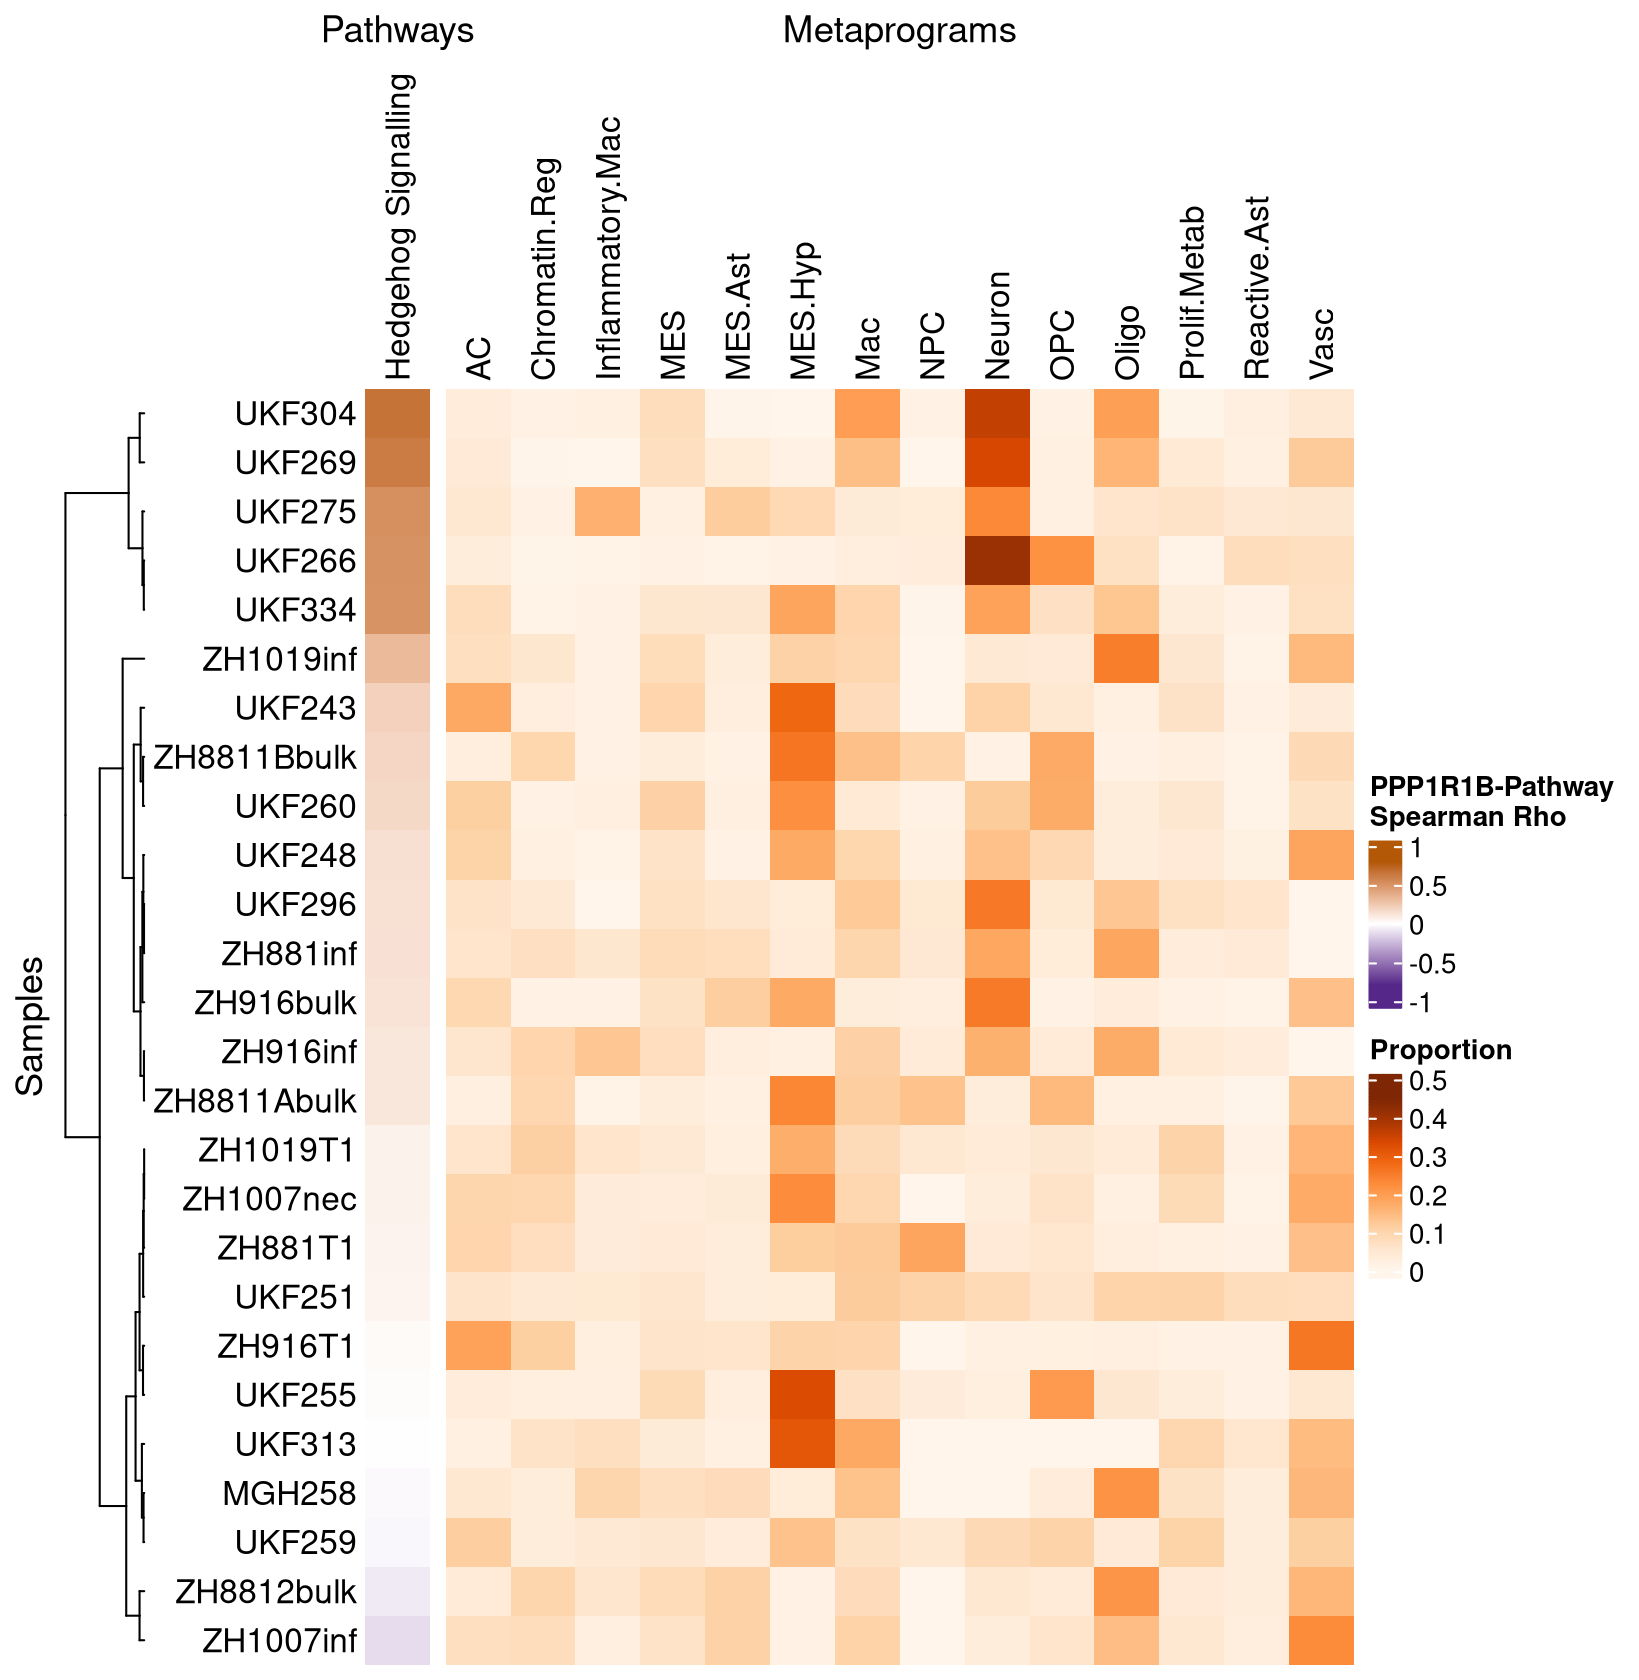 Pathways
Metaprograms
Hedgehog Signalling
AC
Chromatin.Reg
Inflammatory.Mac
MES
MES.Ast
MES.Hyp
Mac
NPC
Neuron
OPC
Oligo
Prolif.Metab
Reactive.Ast
Vasc
Samples
UKF304
UKF269
UKF275
UKF266
UKF334
ZH1019inf
UKF243
ZH8811Bbulk
UKF260
UKF248
UKF296
ZH881inf
ZH916bulk
ZH916inf
ZH8811Abulk
ZH1019T1
ZH1007nec
ZH881T1
UKF251
ZH916T1
UKF255
UKF313
MGH258
UKF259
ZH8812bulk
ZH1007inf
PPP1R1B-Pathway
Spearman Rho
1
0.5
0
-0.5
-1
Proportion
0.5
0.4
0.3
0.2
0.1
0